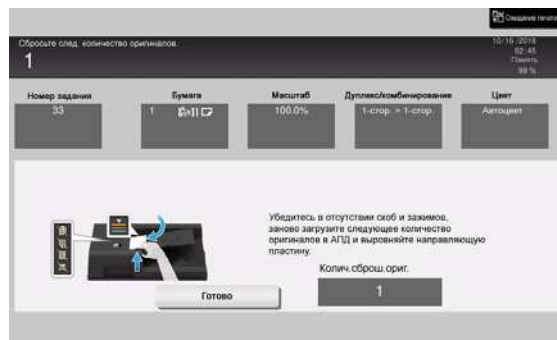 Смещение печати
Сбросьте след. количество оригиналов.
1
10/16 /2018
02:45
Память
99 %
Номер задания
Бумага
Масштаб
Дуплекс/комбинирование
Цвет
33
1
100.0%
1-стор. > 1-стор.
Автоцвет
Убедитесь в отсутствии скоб и зажимов,
заново загрузите следующее количество
оригиналов в АПД и выровняйте направляющую
пластину.
Колич.сброш.ориг.
Готово
1